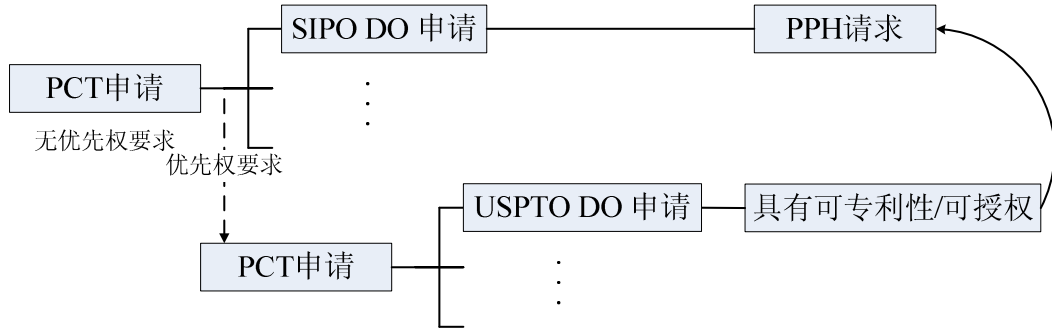 SIPO DO 申请
PPH请求
PCT申请
无优先权要求
优先权要求
USPTO DO 申请
具有可专利性/可授权
PCT申请